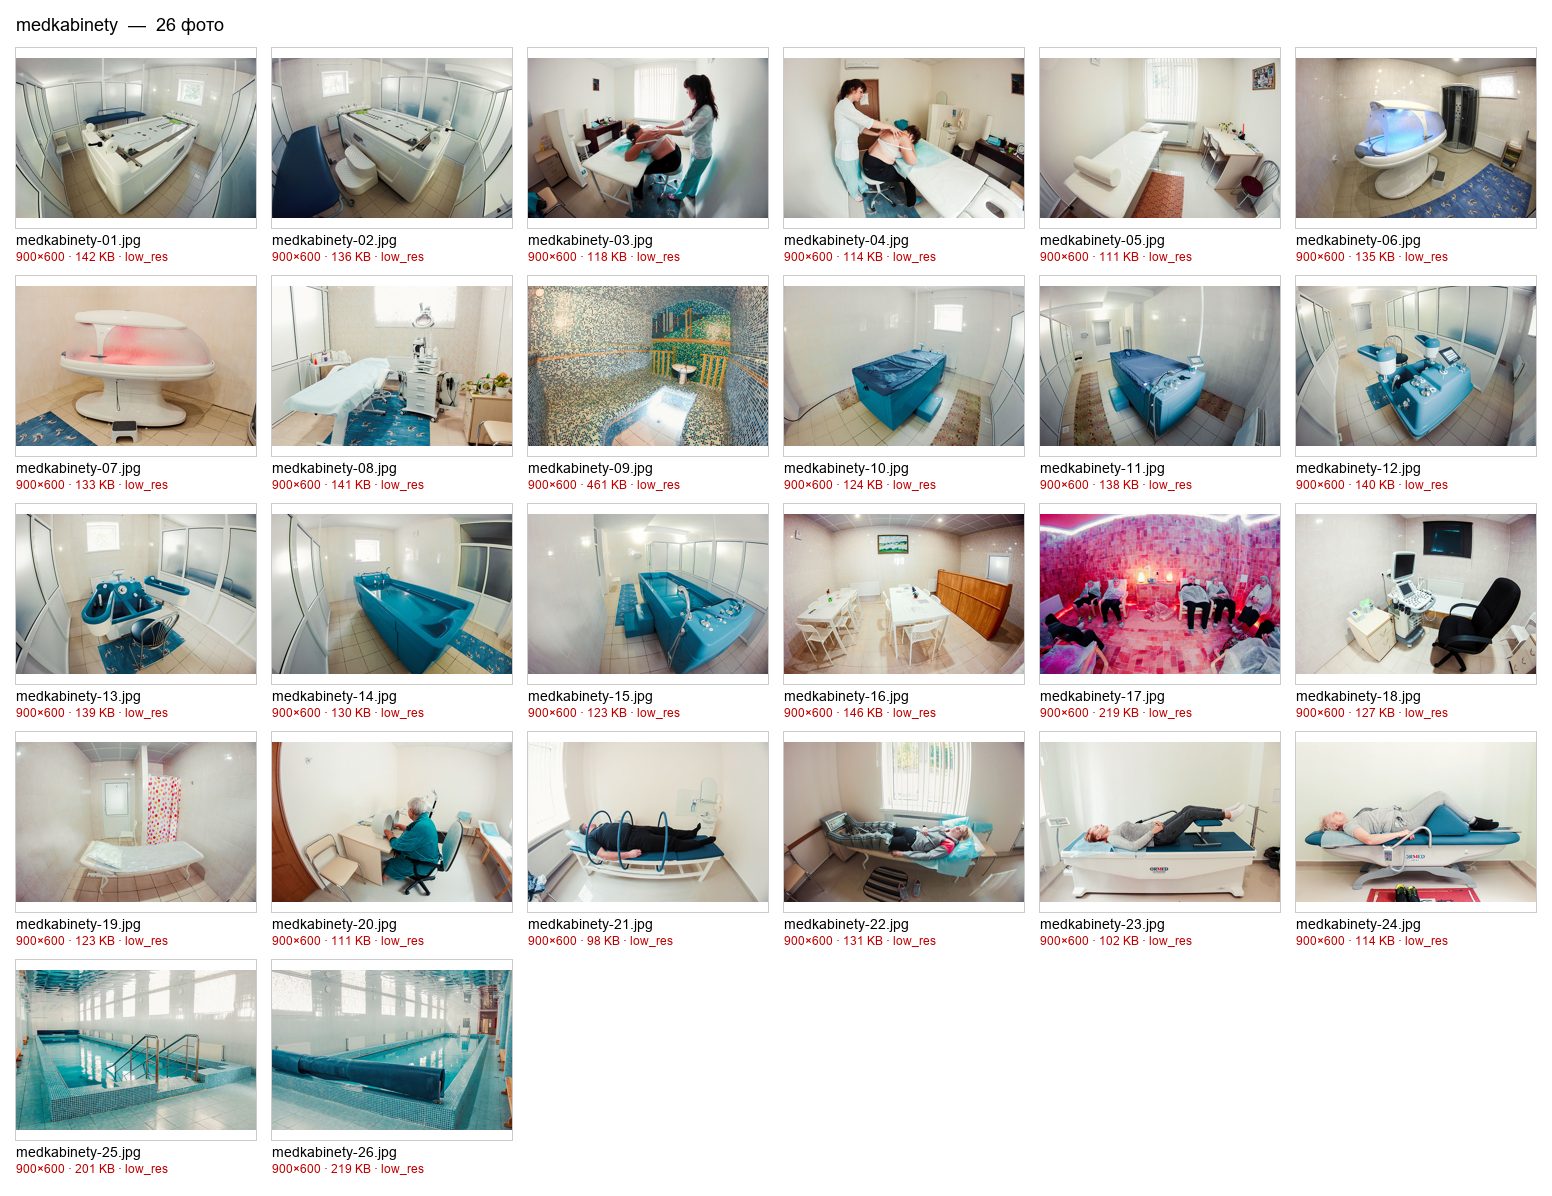 medkabinety — 26 фото
medkabinety-01.jpg
900×600 · 142 KB · low_res
medkabinety-02.jpg
900×600 · 136 KB · low_res
medkabinety-03.jpg
900×600 · 118 KB · low_res
medkabinety-04.jpg
900×600 · 114 KB · low_res
medkabinety-05.jpg
900×600 · 111 KB · low_res
medkabinety-06.jpg
900×600 · 135 KB · low_res
medkabinety-07.jpg
900×600 · 133 KB · low_res
medkabinety-08.jpg
900×600 · 141 KB · low_res
medkabinety-09.jpg
900×600 · 461 KB · low_res
medkabinety-10.jpg
900×600 · 124 KB · low_res
medkabinety-11.jpg
900×600 · 138 KB · low_res
medkabinety-12.jpg
900×600 · 140 KB · low_res
medkabinety-13.jpg
900×600 · 139 KB · low_res
medkabinety-14.jpg
900×600 · 130 KB · low_res
medkabinety-15.jpg
900×600 · 123 KB · low_res
medkabinety-16.jpg
900×600 · 146 KB · low_res
medkabinety-17.jpg
900×600 · 219 KB · low_res
medkabinety-18.jpg
900×600 · 127 KB · low_res
medkabinety-19.jpg
900×600 · 123 KB · low_res
medkabinety-20.jpg
900×600 · 111 KB · low_res
medkabinety-21.jpg
900×600 · 98 KB · low_res
medkabinety-22.jpg
900×600 · 131 KB · low_res
ORMED
medkabinety-23.jpg
900×600 · 102 KB · low_res
ORMED
medkabinety-24.jpg
900×600 · 114 KB · low_res
medkabinety-25.jpg
900×600 · 201 KB · low_res
medkabinety-26.jpg
900×600 · 219 KB · low_res